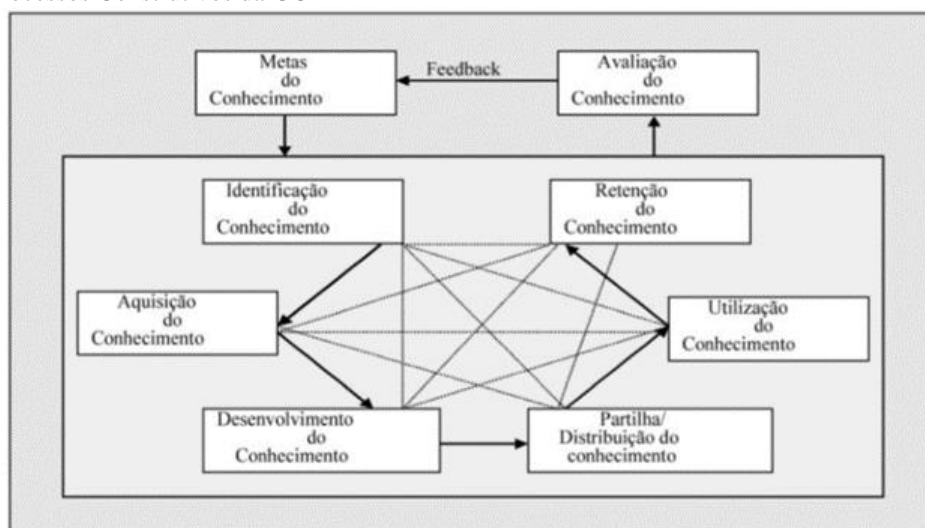 Metas
do
Conhecimento
Feedback
Avaliação
do
Conhecimento
Identificação
do
Conhecimento
Retenção
do
Conhecimento
Aquisição
do
Conhecimento
Utilização
do
Conhecimento
Desenvolvimento
do
Conhecimento
Partilha/
Distribuição do
conhecimento